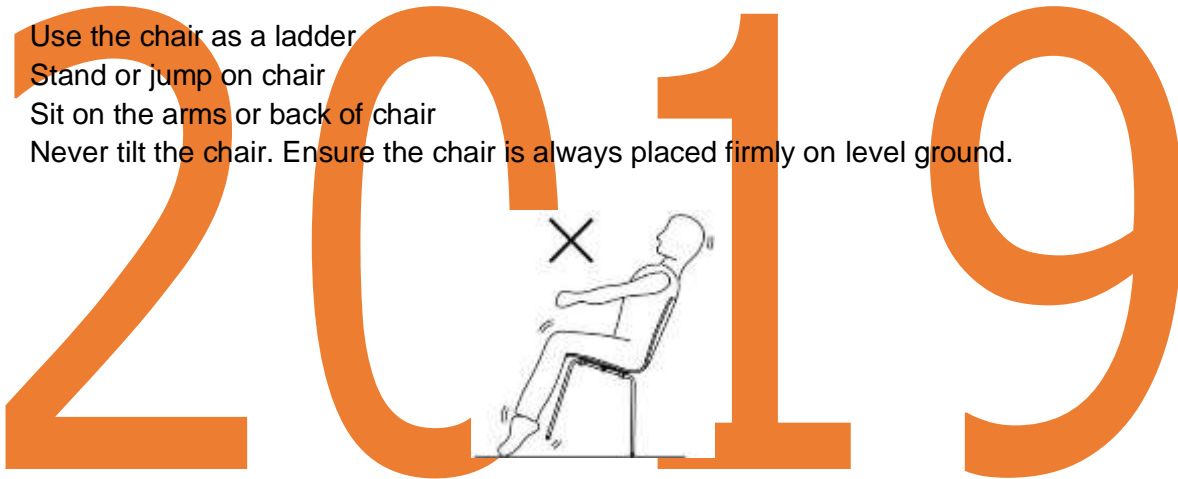 Use the chair as a ladder
Stand or jump on chair
Sit on the arms or back of chair
Never tilt the chair. Ensure the chair is always placed firmly on level ground.
2019